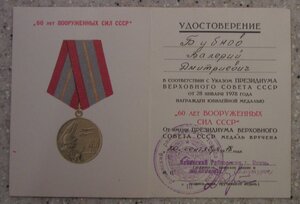 "60 лет ВООРУЖЕННЫХ СИЛ СССР"
УДОСТОВЕРЕНИЕ
Бубнов
Валерий
Дмитриевич
В СООТВЕТСТВИИ С УКАЗОМ ПРЕЗИДИУМА
ВЕРХОВНОГО СОВЕТА СССР
ОТ 28 ЯНВАРЯ 1978 ГОДА
НАГРАЖДЕН ЮБИЛЕЙНОЙ МЕДАЛЬЮ
"60 ЛЕТ ВООРУЖЕННЫХ
СИЛ СССР"
ОТ ИМЕНИ ПРЕЗИДИУМА ВЕРХОВНОГО
СОВЕТА СССР МЕДАЛЬ ВРУЧЕНА